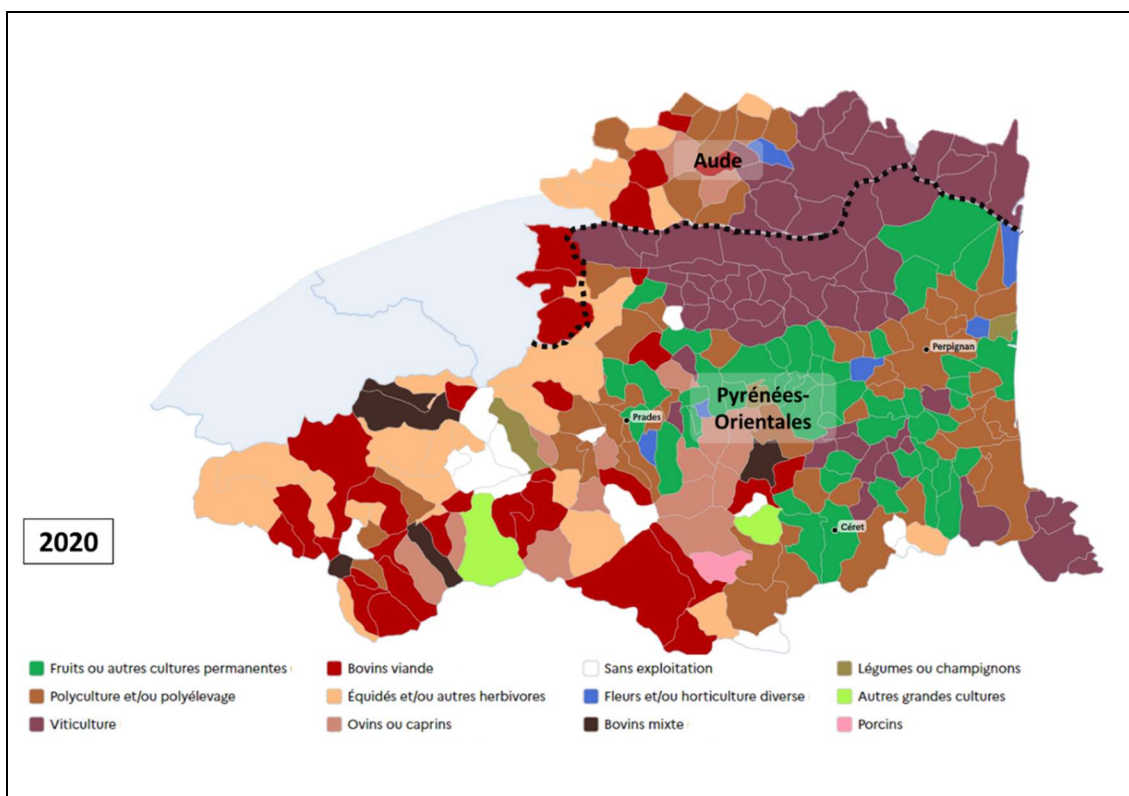 Aude
Perpignan
Pyrénées-
Orientales
Prades
Céret
2020
Fruits ou autres cultures permanentes
Bovins viande
Sans exploitation
Légumes ou champignons
Polyculture et/ou polyélevage
Équidés et/ou autres herbivores
Fleurs et/ou horticulture diverse
Autres grandes cultures
Viticulture
Ovins ou caprins
Bovins mixte
Porcins